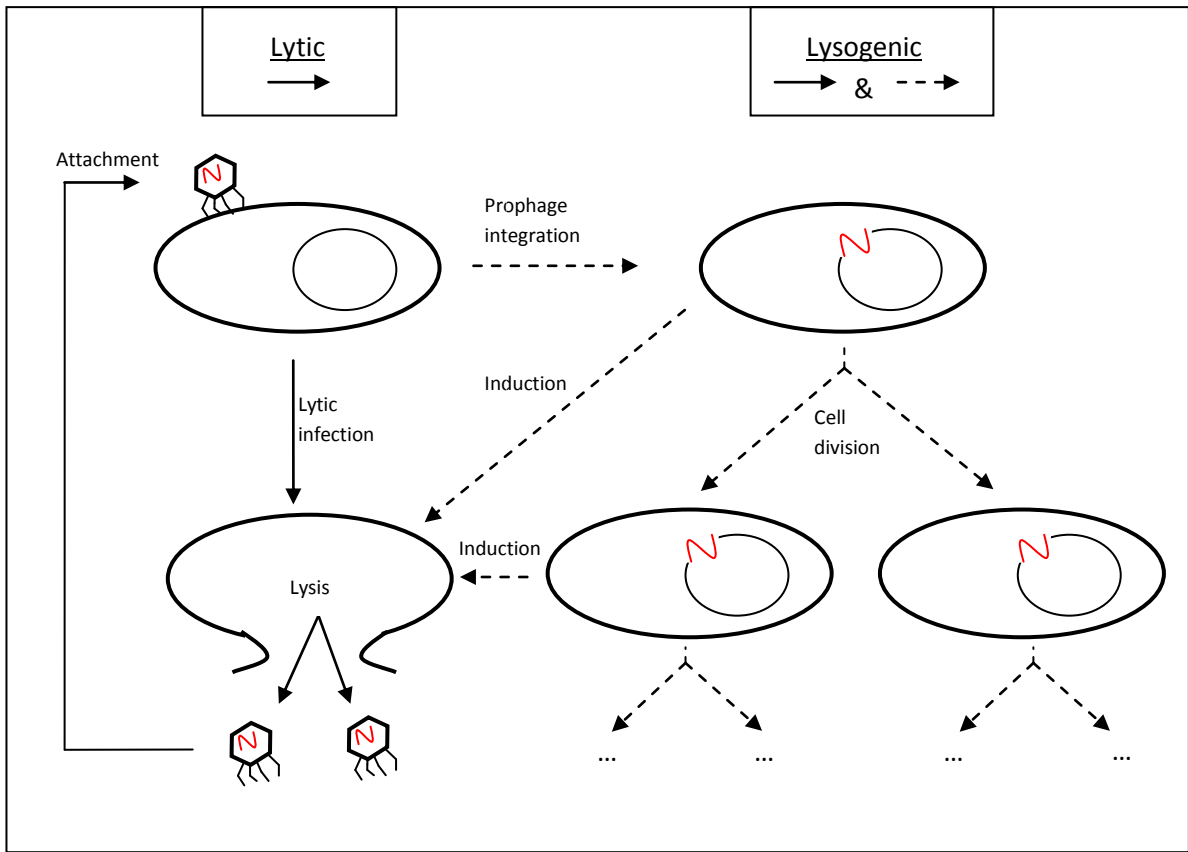 Lytic
Lysogenic
&
Attachment
Prophage
integration
Induction
Lytic
infection
Cell
division
Induction
Lysis
...
...
...
...